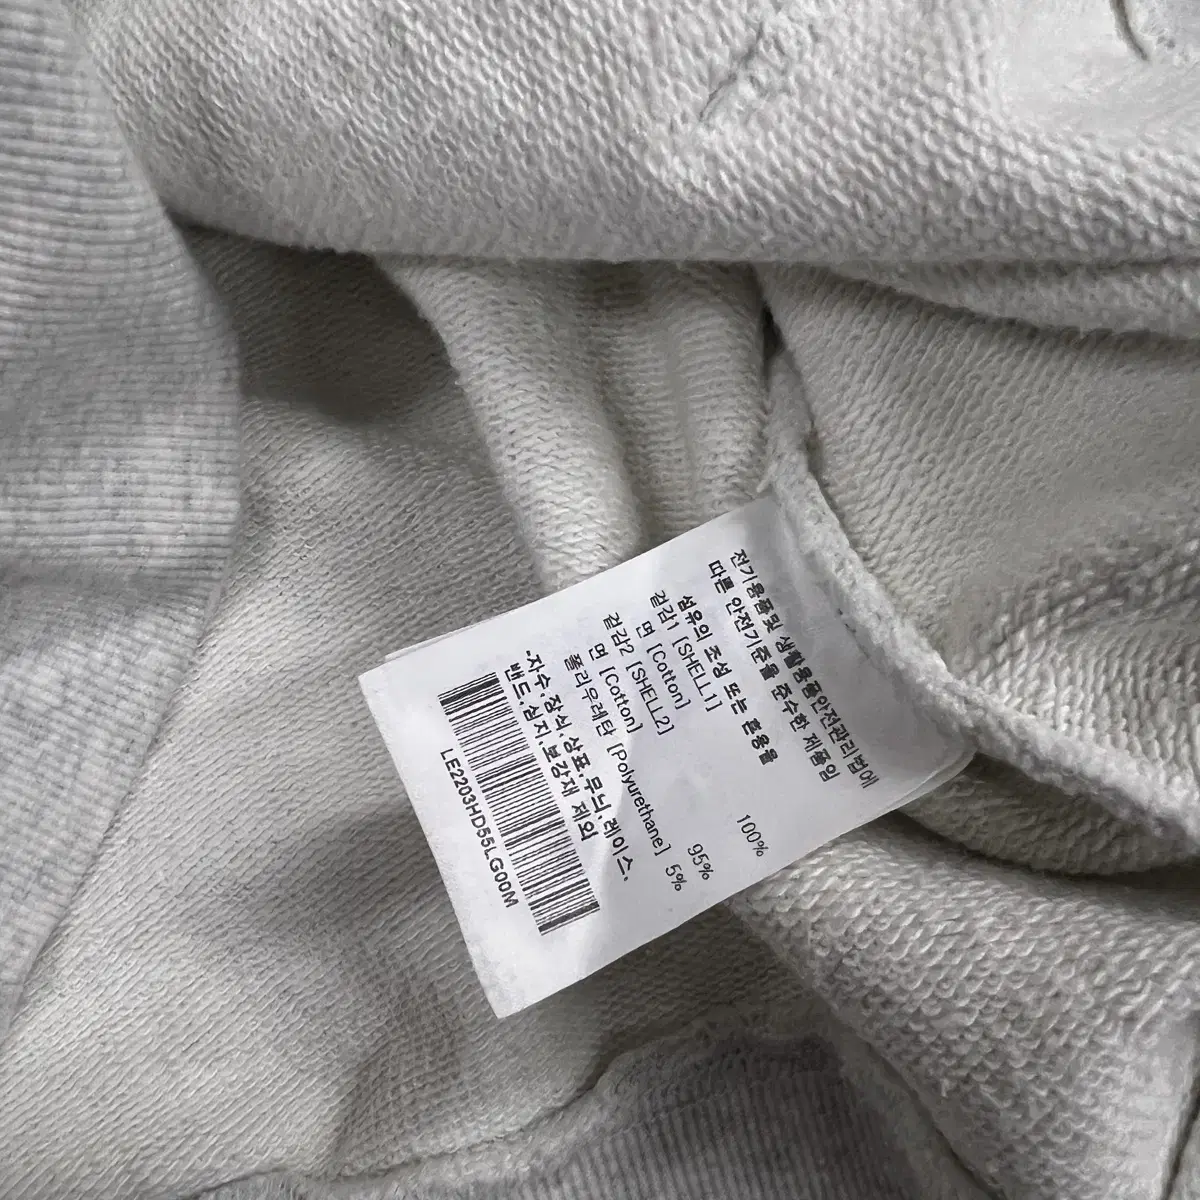 전기용품및 생활용품안전관리법에
따른 안전기준을 준수한 제품임
섬유의 조성 또는 혼용율
겉감1 [SHELL1]
면 [Cotton] 100%
겉감2 [SHELL2]
면 [Cotton] 95%
폴리우레탄 [Polyurethane] 5%
-자수,장식,상표,무늬,레이스,
밴드,심지,보강재 제외
LE2203HD55LG00M